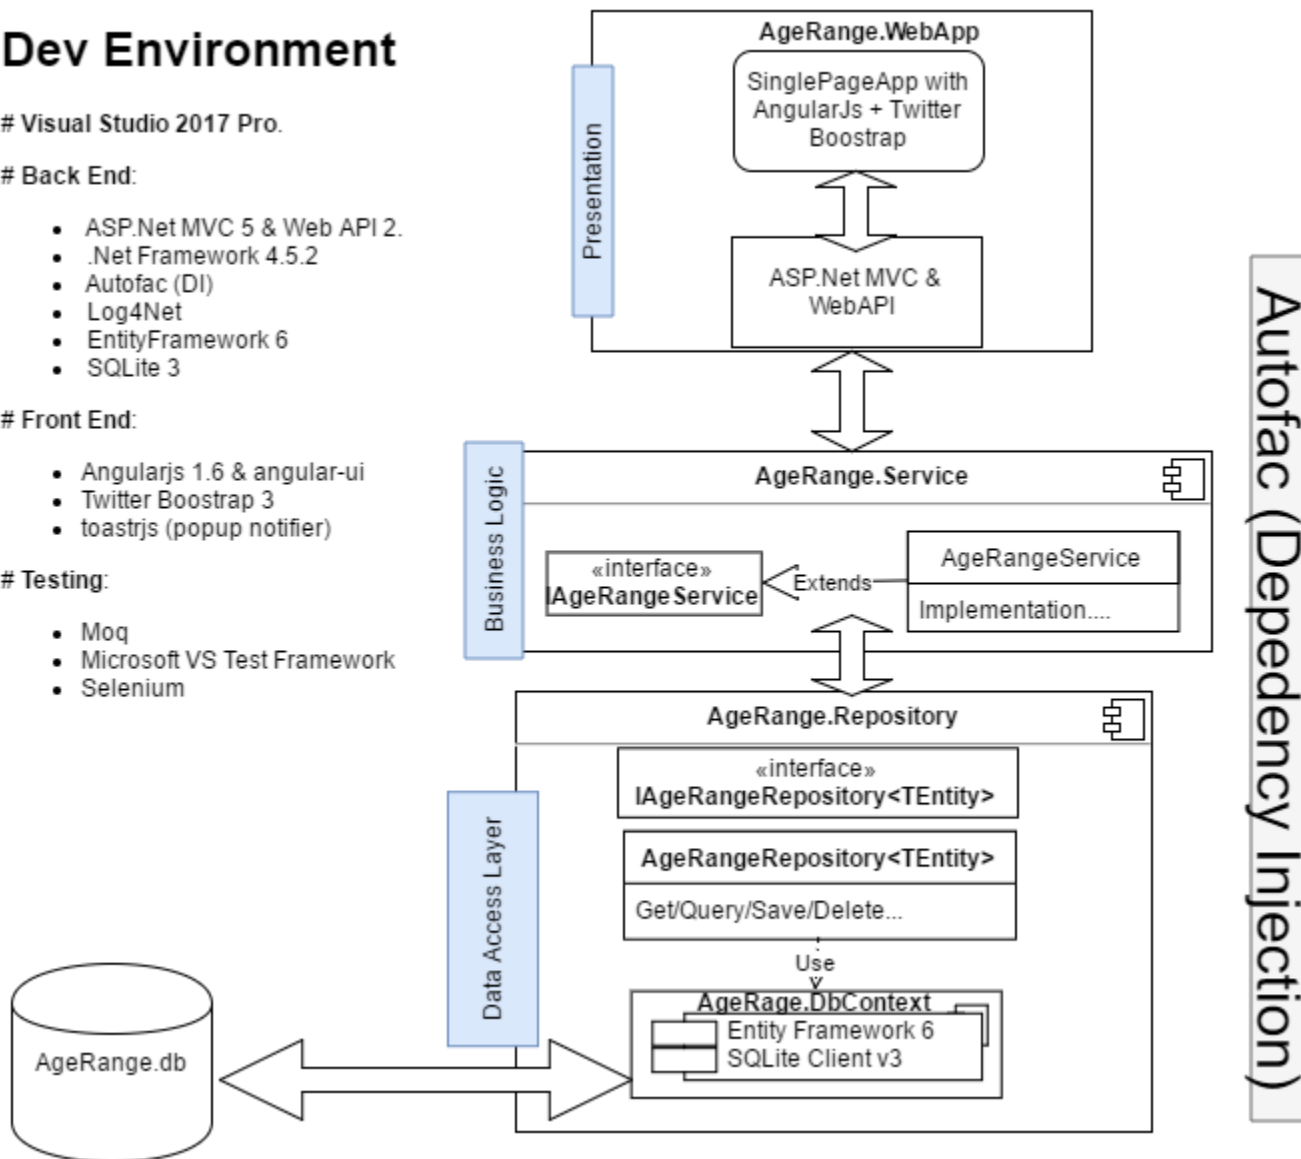 Dev Environment
# Visual Studio 2017 Pro.
# Back End:
ASP.Net MVC 5 & Web API 2.
.Net Framework 4.5.2
Autofac (DI)
Log4Net
EntityFramework 6
SQLite 3
# Front End:
Angularjs 1.6 & angular-ui
Twitter Boostrap 3
toastrjs (popup notifier)
# Testing:
Moq
Microsoft VS Test Framework
Selenium
AgeRange.WebApp
SinglePageApp with
AngularJs + Twitter
Boostrap
Presentation
ASP.Net MVC &
WebAPI
Business Logic
AgeRange.Service
«interface»
IAgeRangeService
Extends
AgeRangeService
Implementation....
AgeRange.Repository
«interface»
IAgeRangeRepository<TEntity>
Data Access Layer
AgeRangeRepository<TEntity>
Get/Query/Save/Delete...
Use
AgeRage.DbContext
Entity Framework 6
SQLite Client v3
AgeRange.db
Autofac (Depedency Injection)